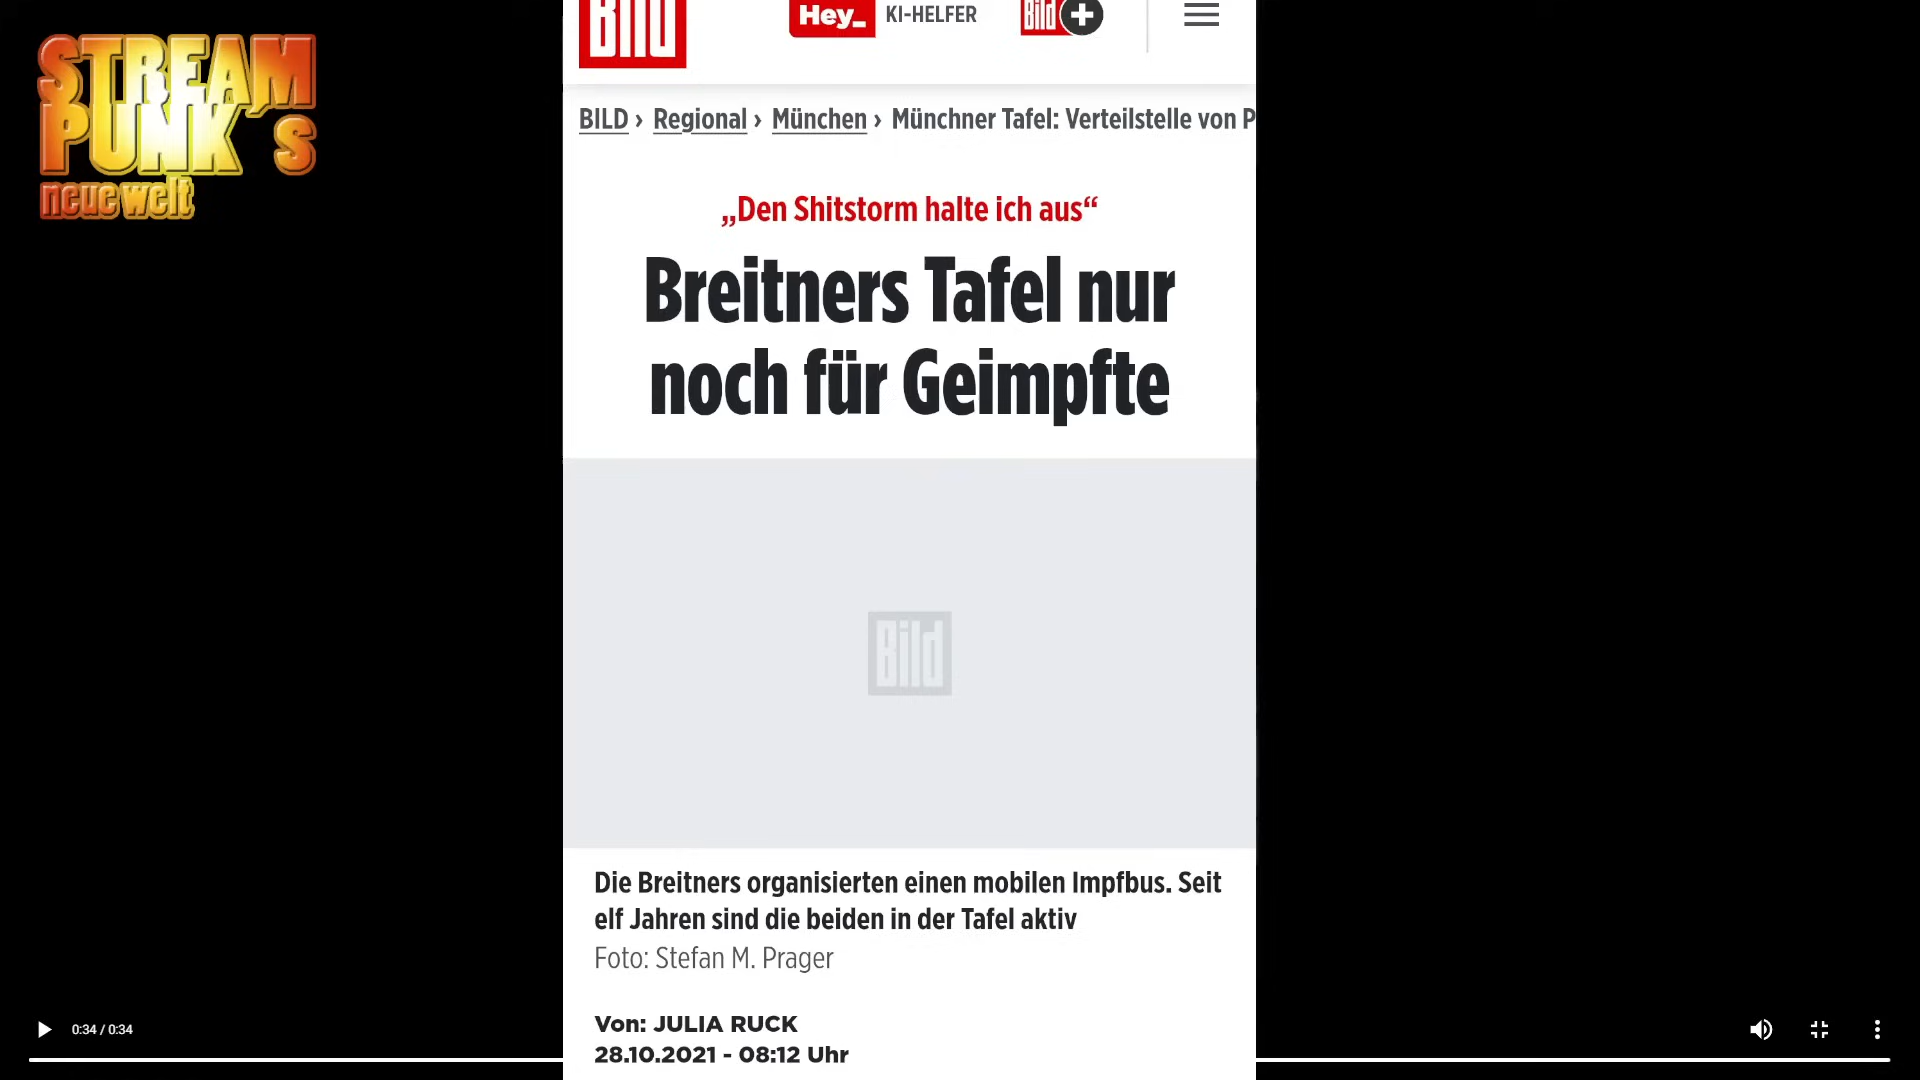 STREAM
PUNK´s
neue welt
Bild
Hey_ KI-HELFER
Bild +
BILD › Regional › München › Münchner Tafel: Verteilstelle von P
„Den Shitstorm halte ich aus“
Breitners Tafel nur
noch für Geimpfte
Bild
Die Breitners organisierten einen mobilen Impfbus. Seit
elf Jahren sind die beiden in der Tafel aktiv
Foto: Stefan M. Prager
Von: JULIA RUCK
28.10.2021 - 08:12 Uhr
0:34 / 0:34